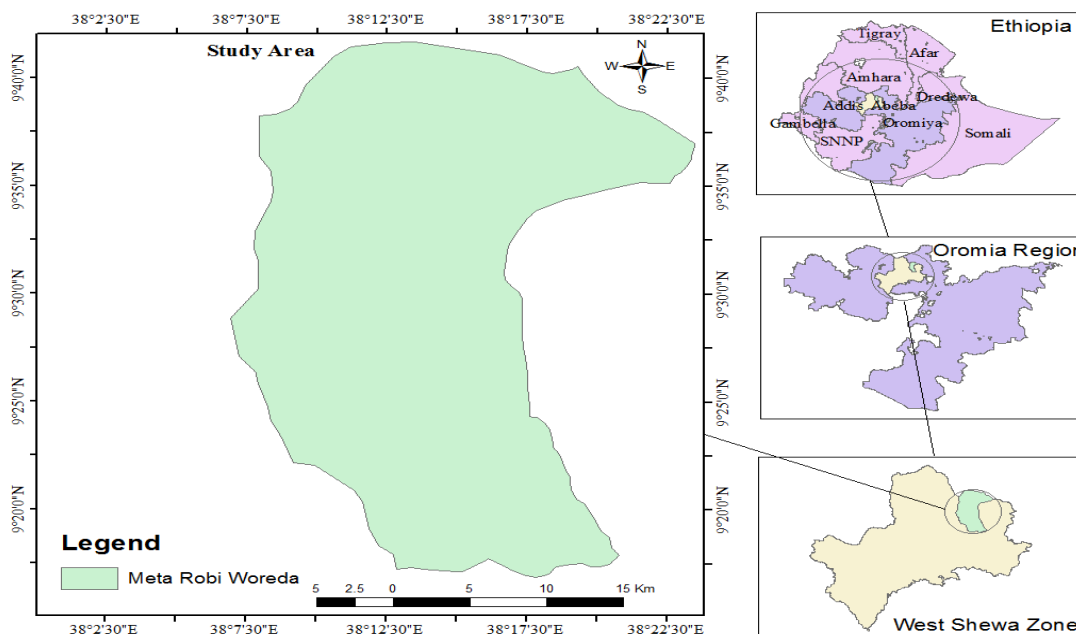 38°2'30"E 38°7'30"E 38°12'30"E 38°17'30"E 38°22'30"E
Study Area
N
W E
S
9°40'0"N
9°35'0"N
9°30'0"N
9°25'0"N
9°20'0"N
9°40'0"N
9°35'0"N
9°30'0"N
9°25'0"N
9°20'0"N
Legend
Meta Robi Woreda
5 2.5 0 5 10 15 Km
38°2'30"E 38°7'30"E 38°12'30"E 38°17'30"E 38°22'30"E
Ethiopia
Tigray
Afar
Amhara
Dredewa
Addis Abeba
Gambella
Oromiya
SNNP
Somali
Oromia Region
West Shewa Zone